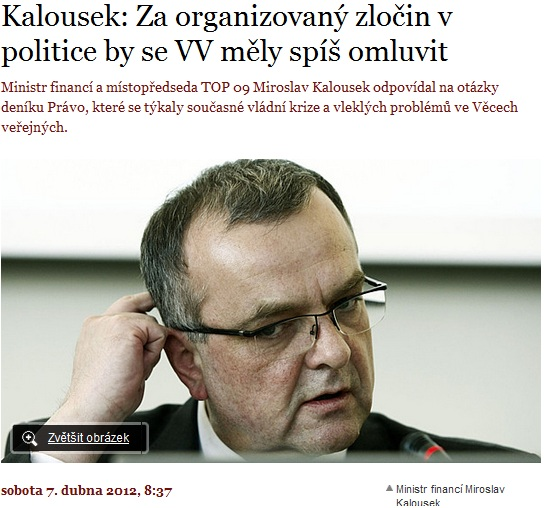 Kalousek: Za organizovaný zločin v
politice by se VV měly spíš omluvit
Ministr financí a místopředseda TOP 09 Miroslav Kalousek odpovídal na otázky
deníku Právo, které se týkaly současné vládní krize a vleklých problémů ve Věcech
veřejných.
Zvětšit obrázek
sobota 7. dubna 2012, 8:37
Ministr financí Miroslav
Kalousek